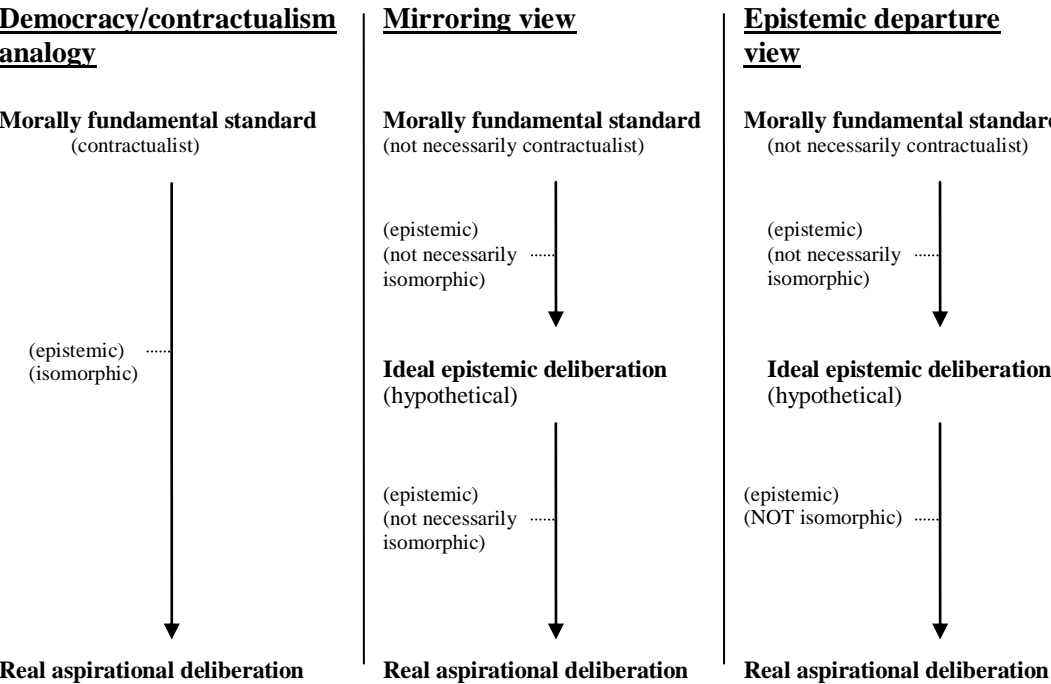 Democracy/contractualism
analogy
Morally fundamental standard
(contractualist)
(epistemic)
(isomorphic)
Real aspirational deliberation
Mirroring view
Morally fundamental standard
(not necessarily contractualist)
(epistemic)
(not necessarily
isomorphic)
Ideal epistemic deliberation
(hypothetical)
(epistemic)
(not necessarily
isomorphic)
Real aspirational deliberation
Epistemic departure
view
Morally fundamental standard
(not necessarily contractualist)
(epistemic)
(not necessarily
isomorphic)
Ideal epistemic deliberation
(hypothetical)
(epistemic)
(NOT isomorphic)
Real aspirational deliberation